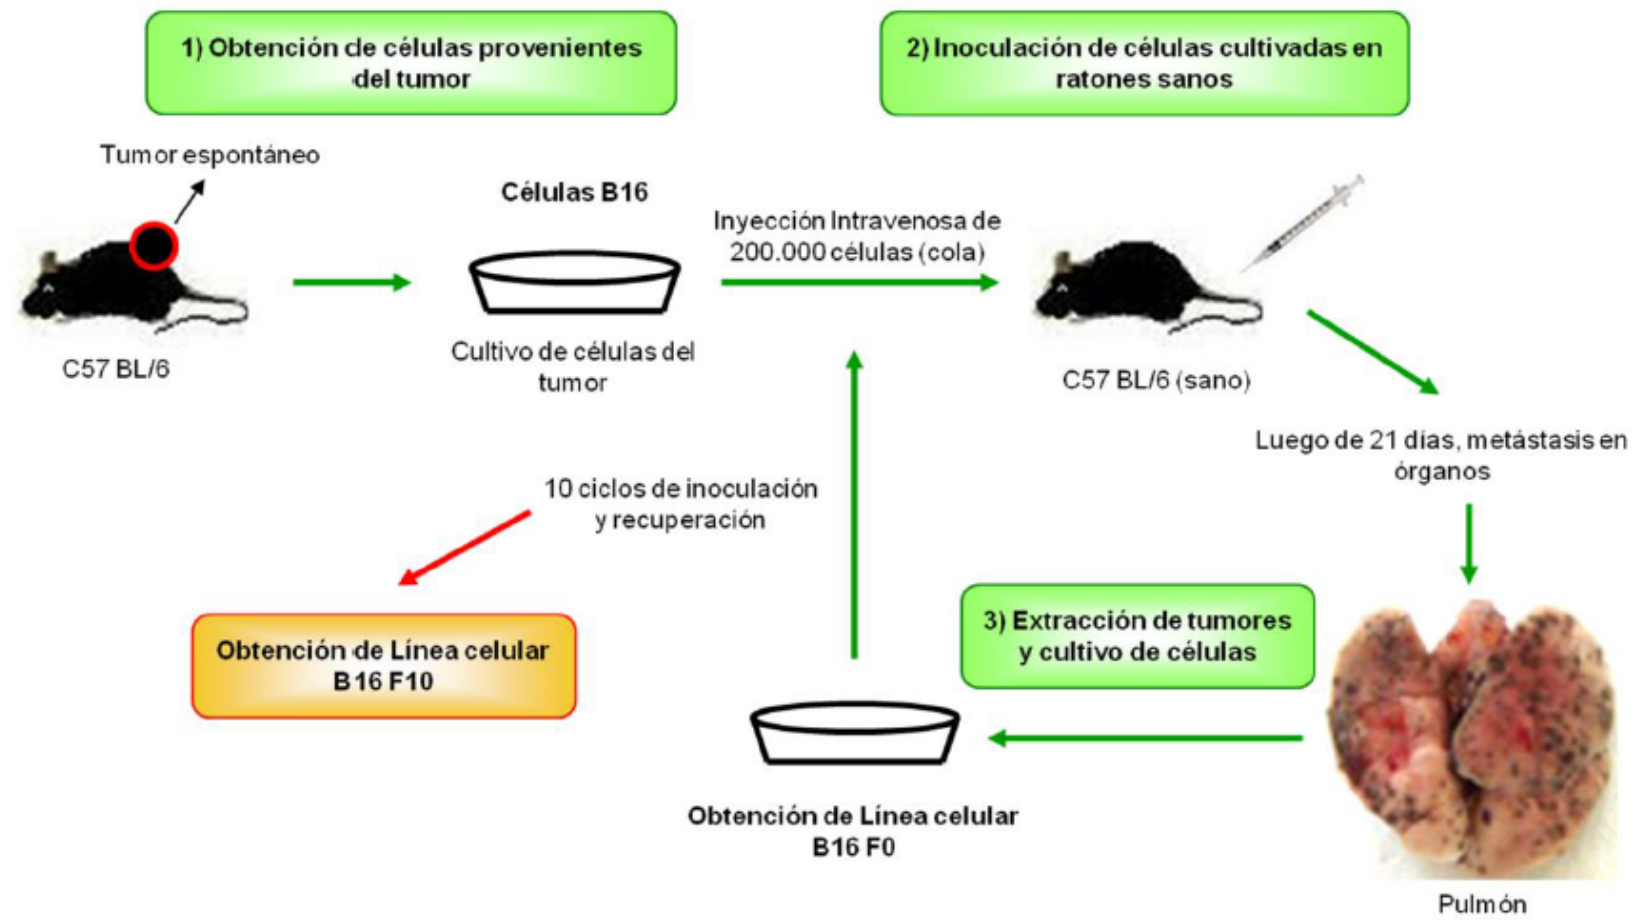 1) Obtención de células provenientes
del tumor
2) Inoculación de células cultivadas en
ratones sanos
Tumor espontáneo
Células B16
Inyección Intravenosa de
200.000 células (cola)
C57 BL/6
Cultivo de células del
tumor
C57 BL/6 (sano)
Luego de 21 días, metástasis en
órganos
10 ciclos de inoculación
y recuperación
3) Extracción de tumores
y cultivo de células
Obtención de Línea celular
B16 F10
Obtención de Línea celular
B16 F0
Pulmón